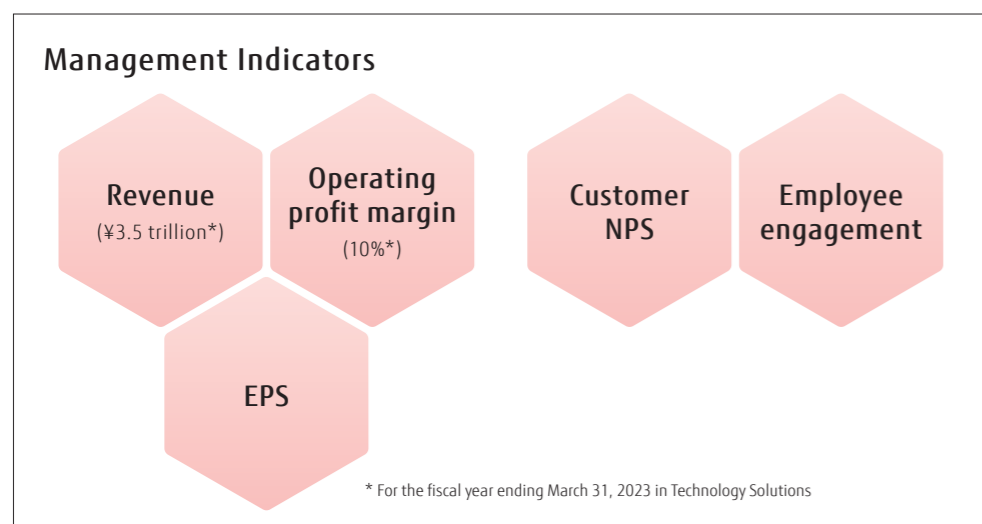 Management Indicators
Revenue
(¥3.5 trillion*)
Operating
profit margin
(10%*)
Customer
NPS
Employee
engagement
EPS
* For the fiscal year ending March 31, 2023 in Technology Solutions